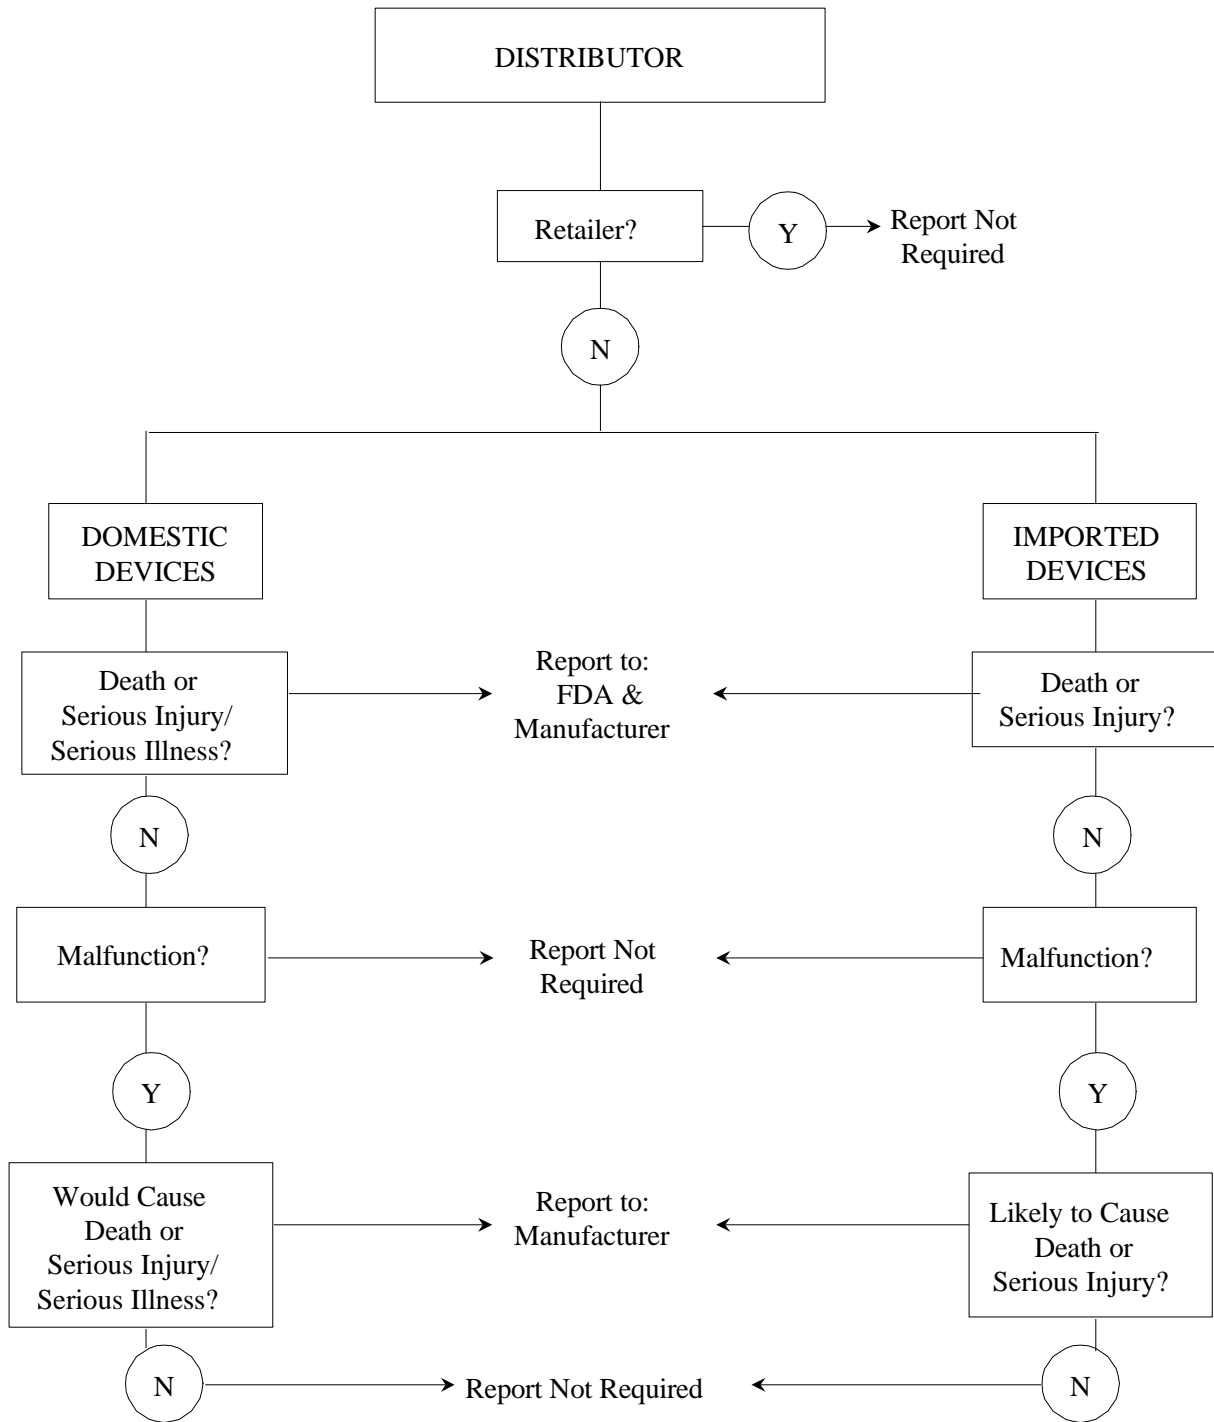 DISTRIBUTOR
Retailer?
Y
Report Not
Required
N
DOMESTIC
DEVICES
IMPORTED
DEVICES
Death or
Serious Injury/
Serious Illness?
Report to:
FDA &
Manufacturer
Death or
Serious Injury?
N
N
Malfunction?
Report Not
Required
Malfunction?
Y
Y
Would Cause
Death or
Serious Injury/
Serious Illness?
Report to:
Manufacturer
Likely to Cause
Death or
Serious Injury?
N
Report Not Required
N